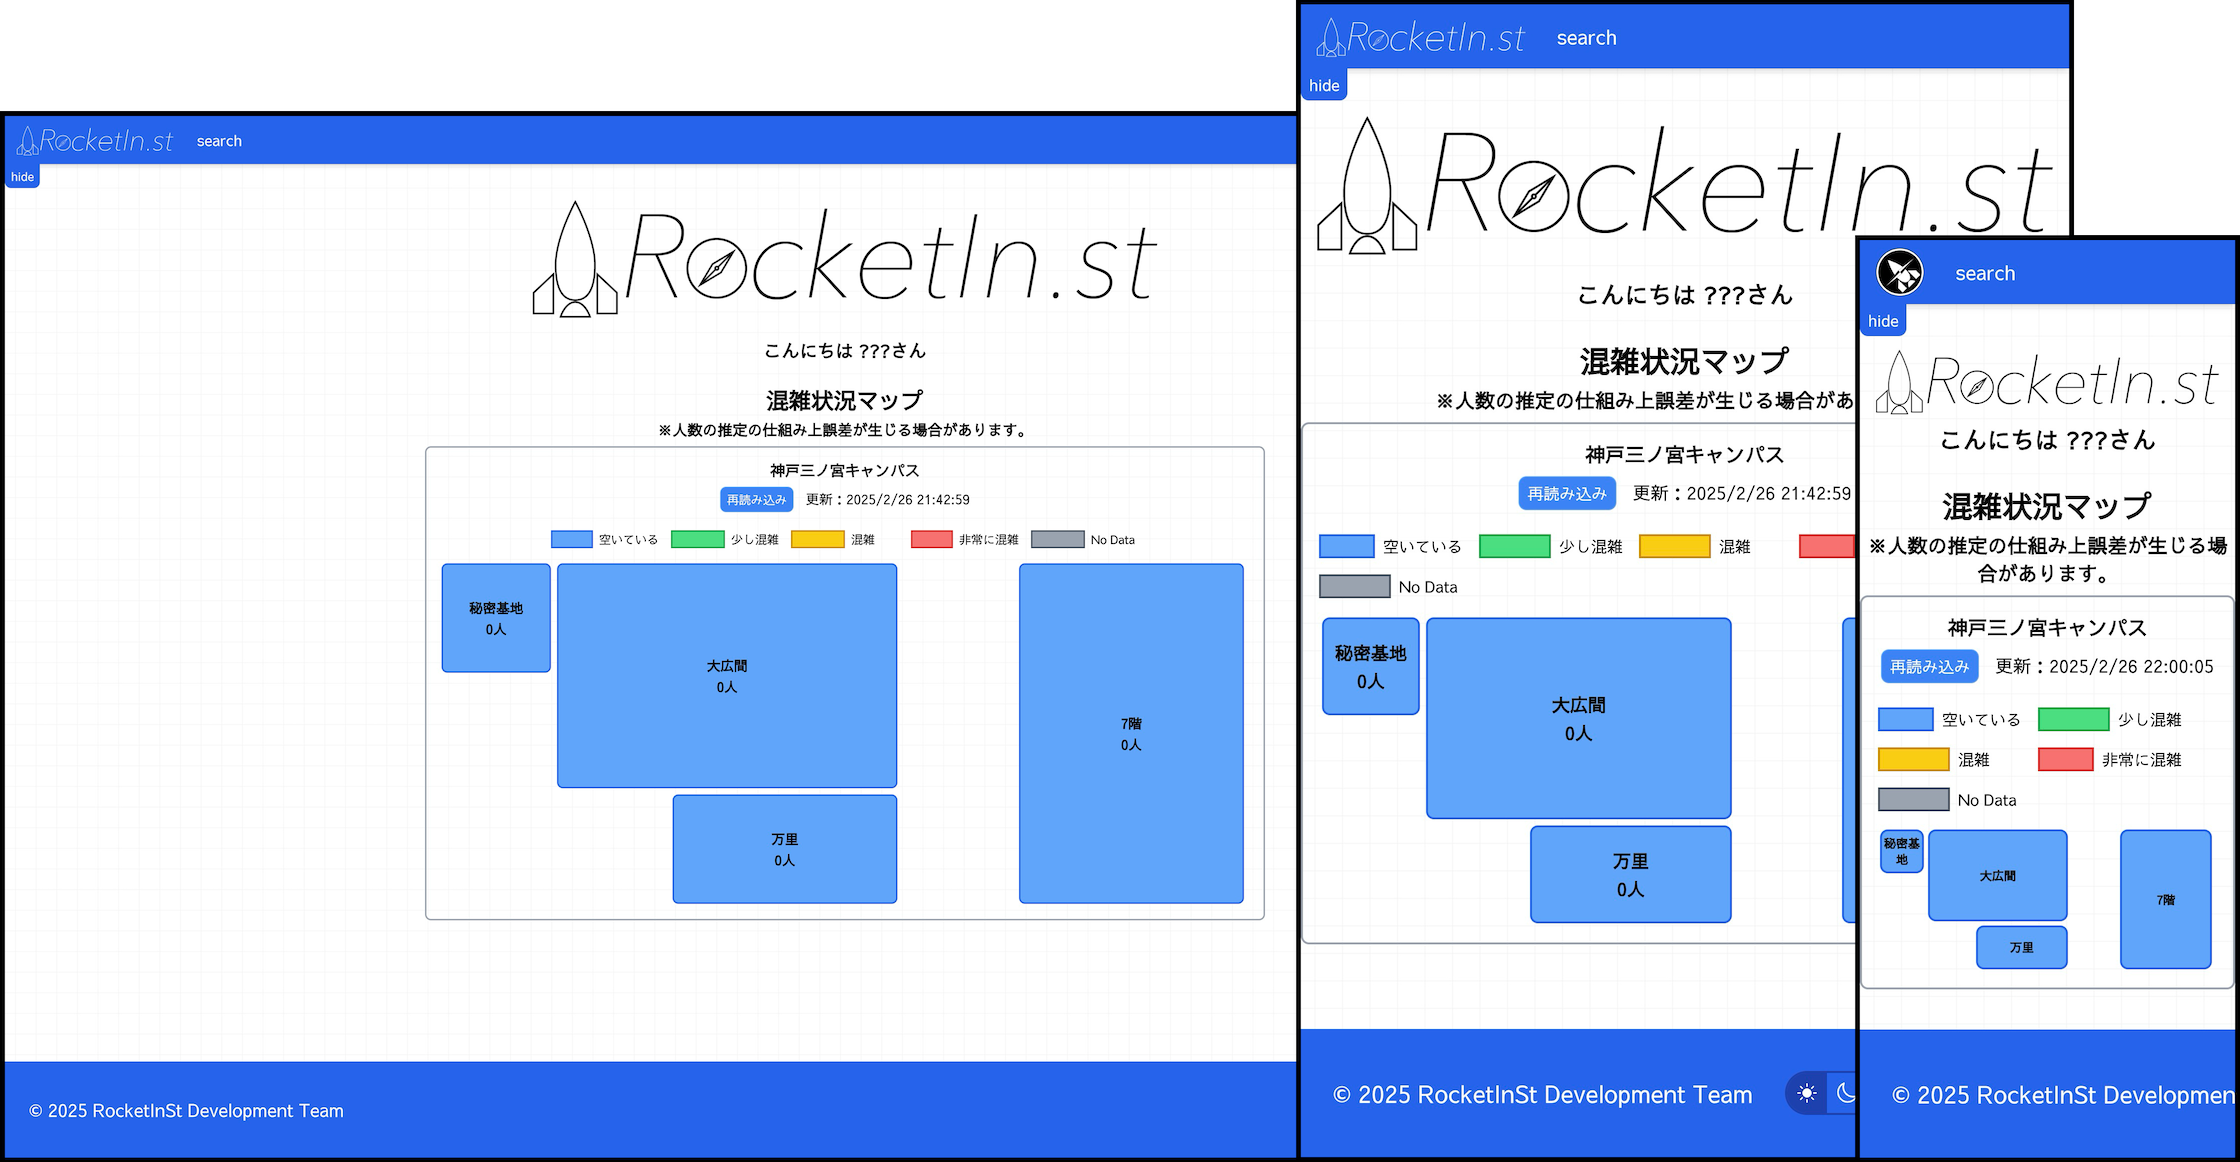 RocketIn.st search
hide
RocketIn.st
こんにちは ???さん
混雑状況マップ
※人数の推定の仕組み上誤差が生じる場合があります。
神戸三ノ宮キャンパス
再読み込み 更新：2025/2/26 21:42:59
空いている 少し混雑 混雑 非常に混雑 No Data
秘密基地
0人
大広間
0人
7階
0人
万里
0人
© 2025 RocketInSt Development Team
RocketIn.st search
hide
RocketIn.st
こんにちは ???さん
混雑状況マップ
※人数の推定の仕組み上誤差が生じる場合があ
神戸三ノ宮キャンパス
再読み込み 更新：2025/2/26 21:42:59
空いている 少し混雑 混雑
No Data
秘密基地
0人
大広間
0人
万里
0人
© 2025 RocketInSt Development Team
search
hide
RocketIn.st
こんにちは ???さん
混雑状況マップ
※人数の推定の仕組み上誤差が生じる場
合があります。
神戸三ノ宮キャンパス
再読み込み 更新：2025/2/26 22:00:05
空いている 少し混雑
混雑 非常に混雑
No Data
秘密基
地
大広間
7階
万里
© 2025 RocketInSt Developmen